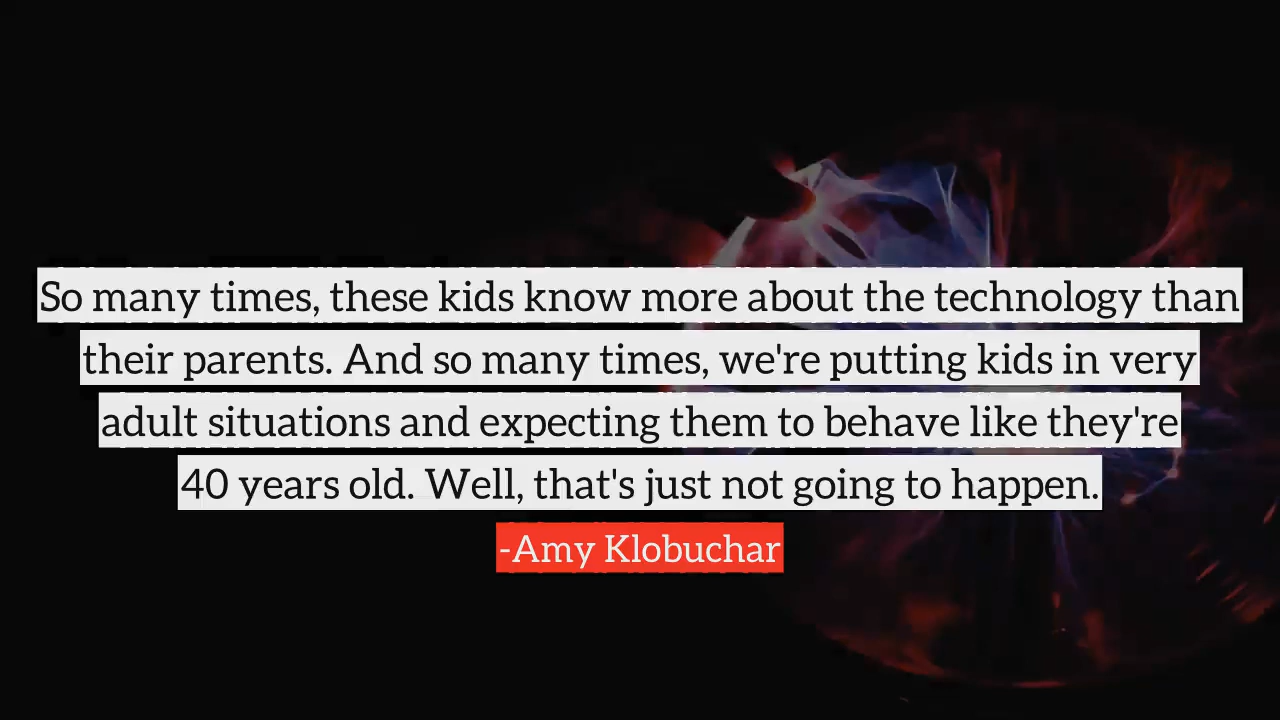 So many times, these kids know more about the technology than
their parents. And so many times, we're putting kids in very
adult situations and expecting them to behave like they're
40 years old. Well, that's just not going to happen.
-Amy Klobuchar